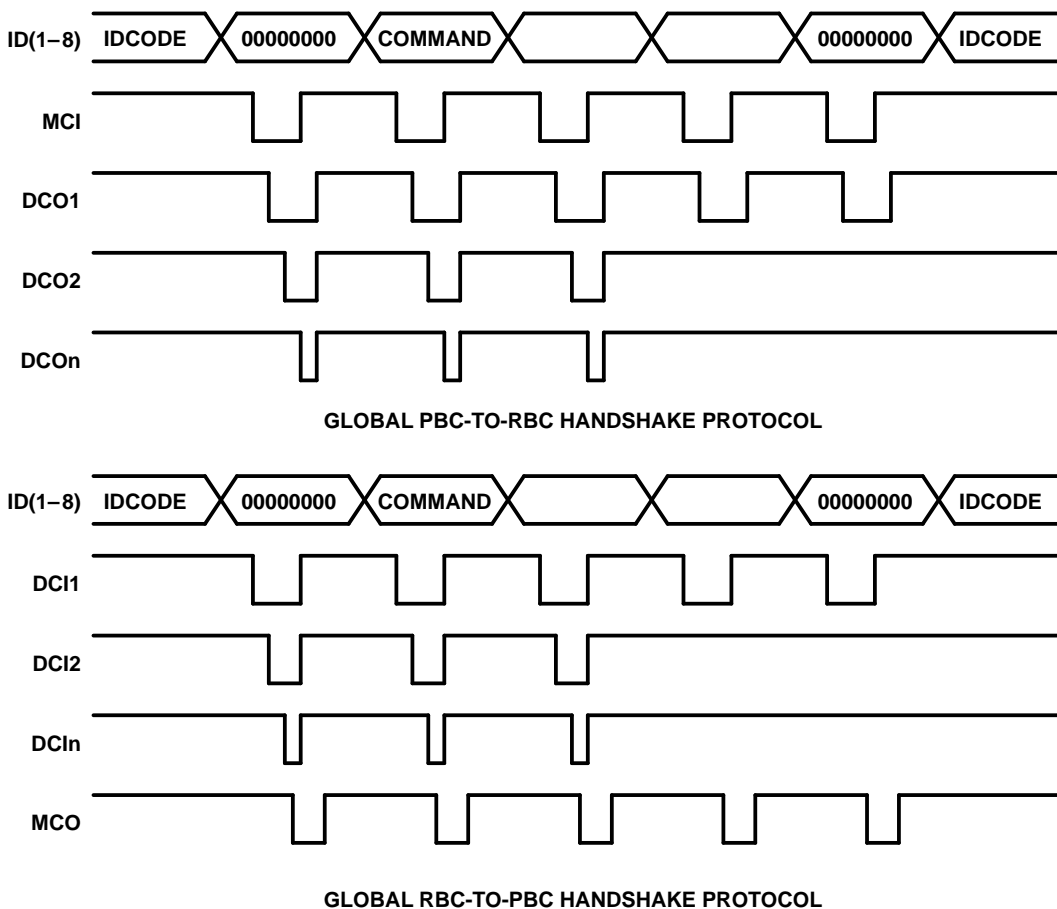 ID(1–8) IDCODE 00000000 COMMAND 00000000 IDCODE
MCI
DCO1
DCO2
DCOn
GLOBAL PBC-TO-RBC HANDSHAKE PROTOCOL
ID(1–8) IDCODE 00000000 COMMAND 00000000 IDCODE
DCI1
DCI2
DCIn
MCO
GLOBAL RBC-TO-PBC HANDSHAKE PROTOCOL